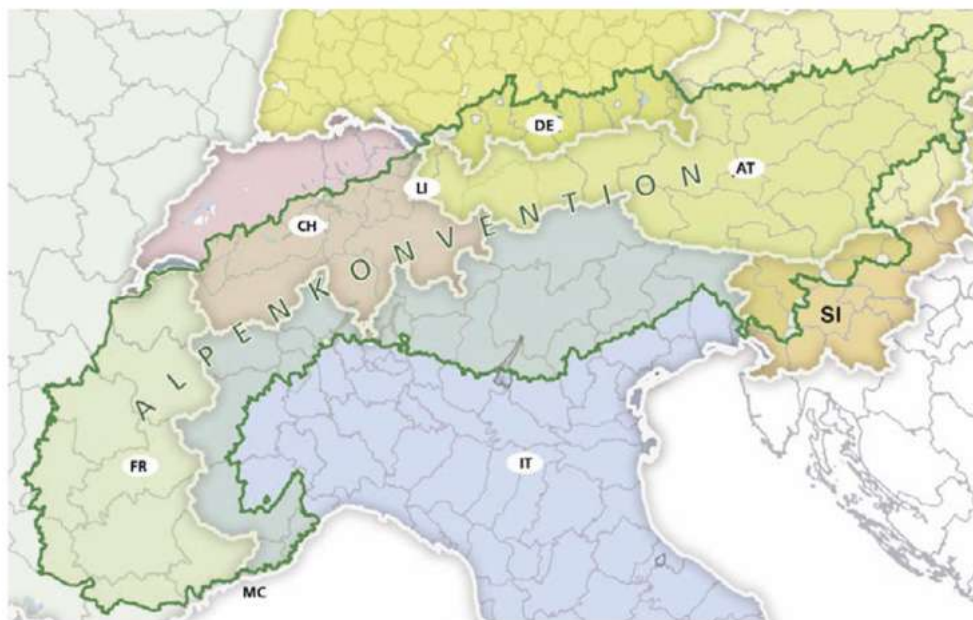 DE
AT
LI
CH
ALPENKONVENTION
SI
FR
IT
MC